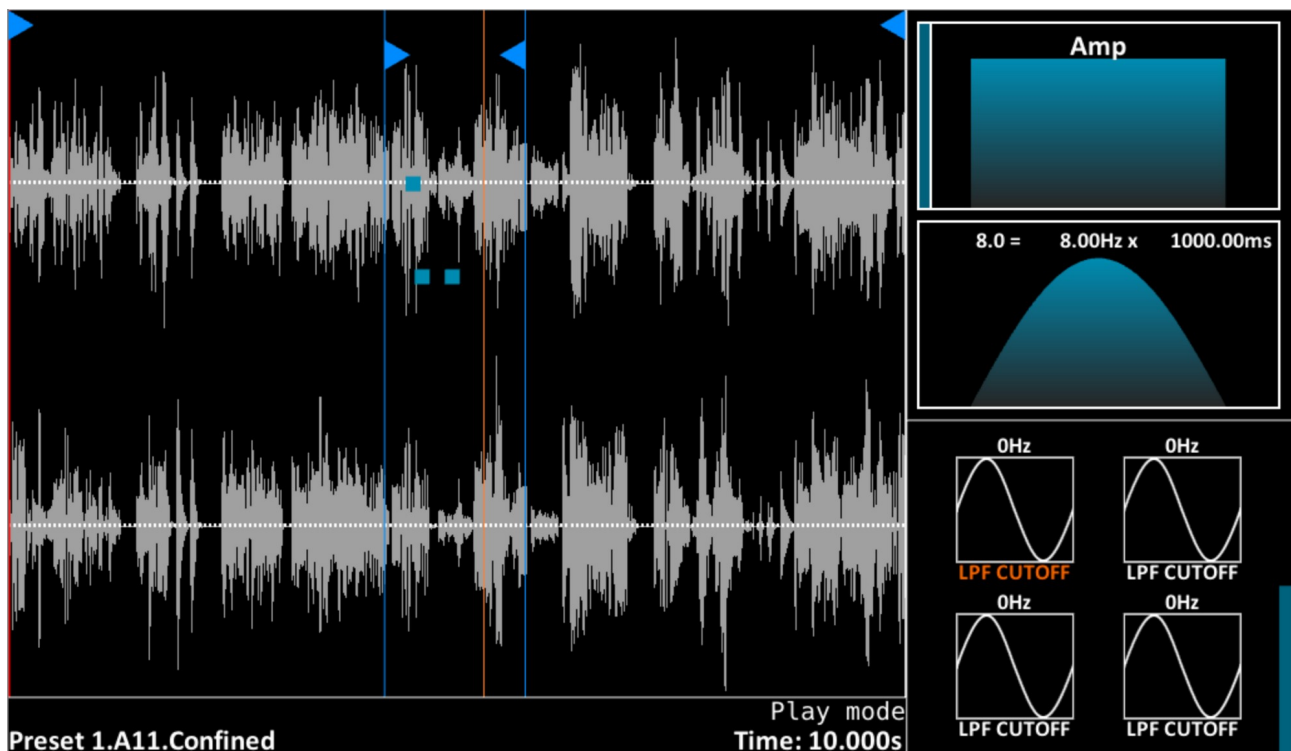 Amp
8.0 = 8.00Hz x 1000.00ms
0Hz 0Hz
LPF CUTOFF LPF CUTOFF
0Hz 0Hz
LPF CUTOFF LPF CUTOFF
Play mode
Preset 1.A11.Confined Time: 10.000s